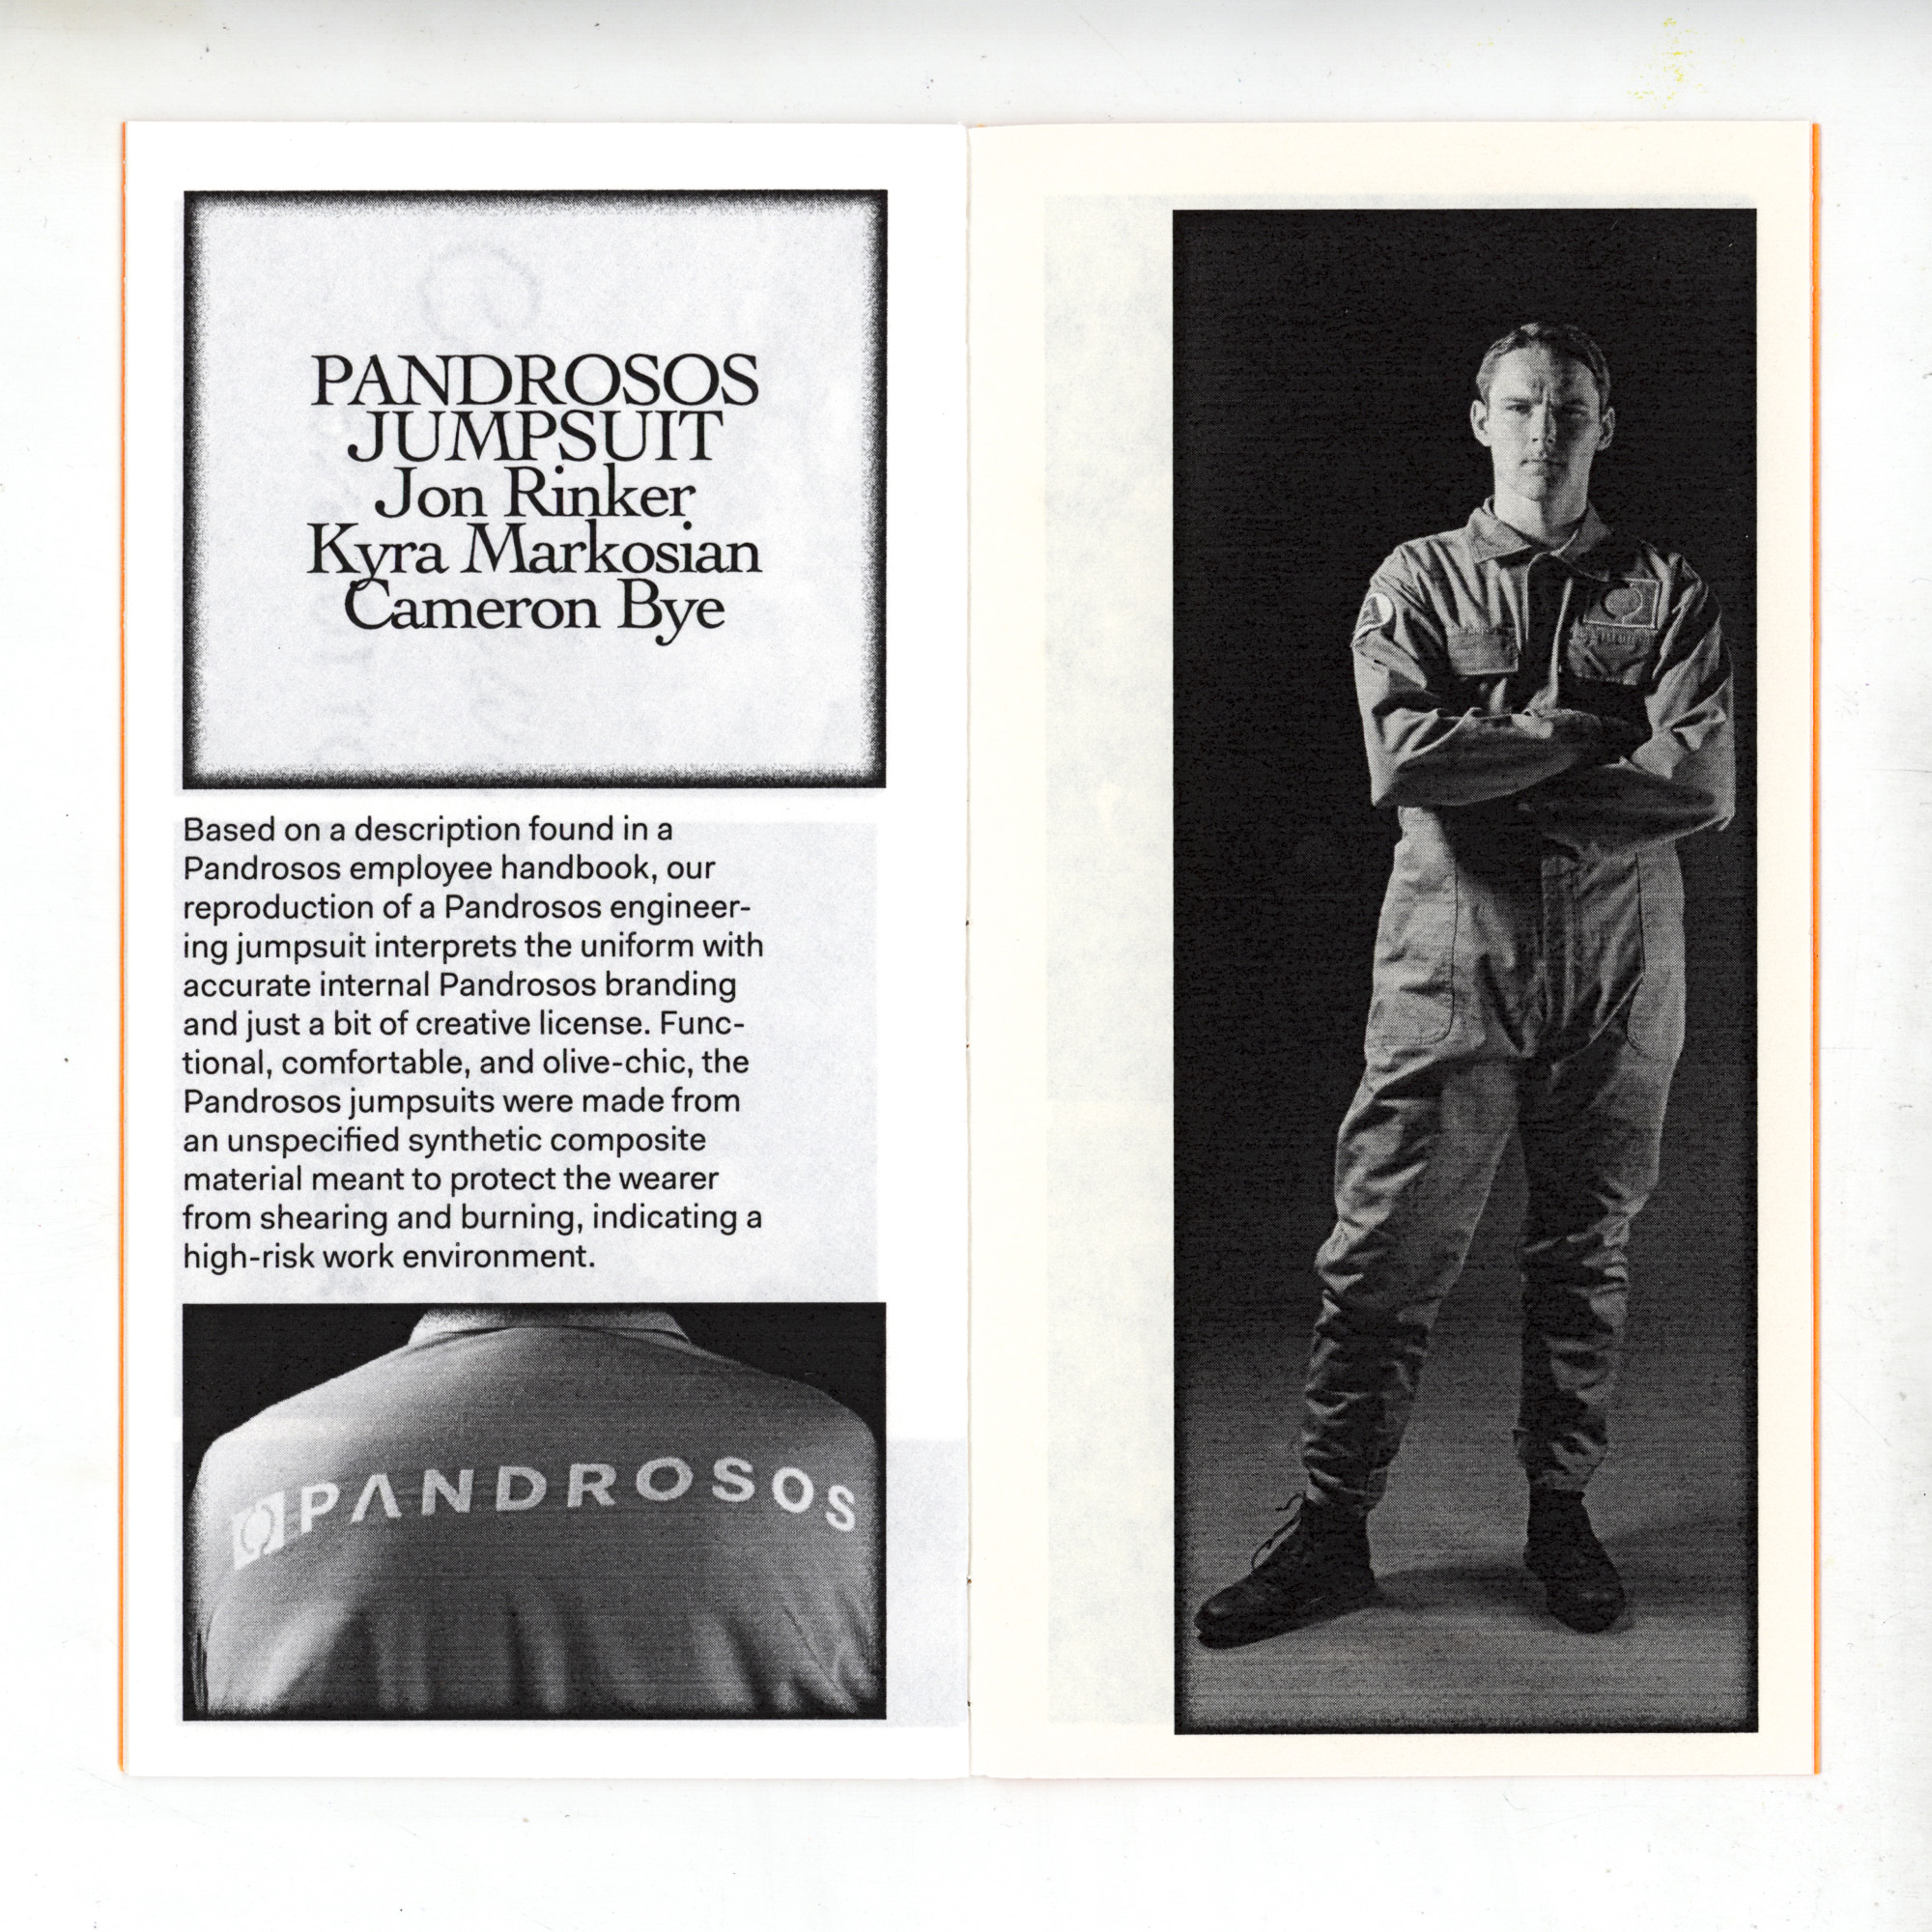 PANDROSOS
JUMPSUIT
Jon Rinker
Kyra Markosian
Cameron Bye
Based on a description found in a
Pandrosos employee handbook, our
reproduction of a Pandrosos engineer-
ing jumpsuit interprets the uniform with
accurate internal Pandrosos branding
and just a bit of creative license. Func-
tional, comfortable, and olive-chic, the
Pandrosos jumpsuits were made from
an unspecified synthetic composite
material meant to protect the wearer
from shearing and burning, indicating a
high-risk work environment.
PANDROSOS